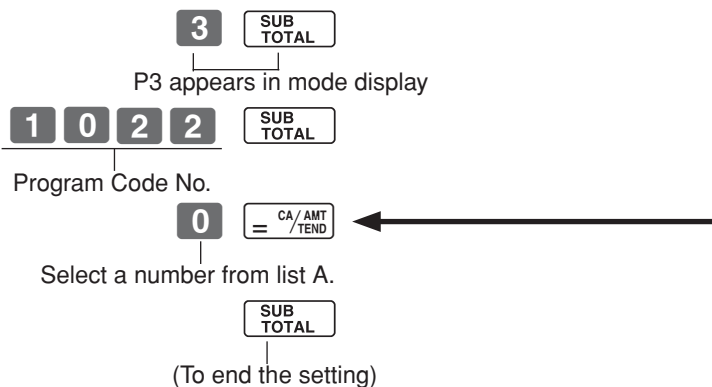 3 SUB TOTAL
P3 appears in mode display
1 0 2 2 SUB TOTAL
Program Code No.
0 = CA/AMT/TEND
Select a number from list A.
SUB TOTAL
(To end the setting)